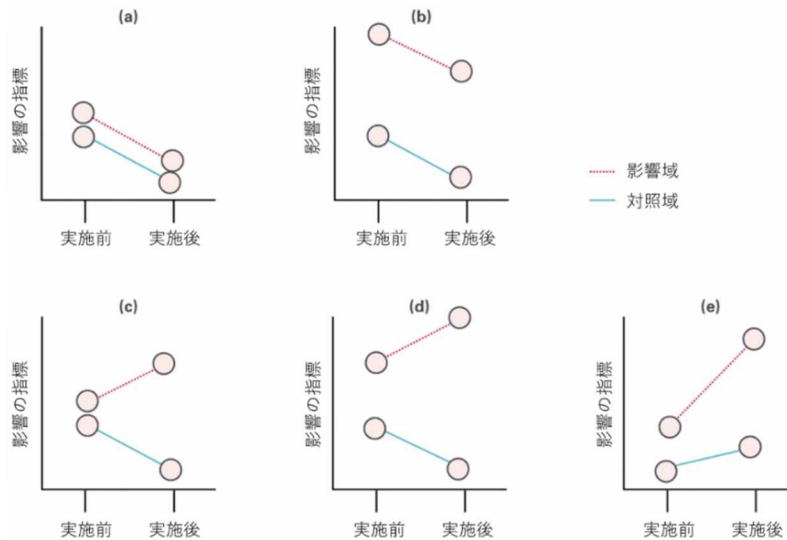 (a)
影響の指標
実施前
実施後
(b)
影響の指標
実施前
実施後
影響域
対照域
(c)
影響の指標
実施前
実施後
(d)
影響の指標
実施前
実施後
(e)
影響の指標
実施前
実施後